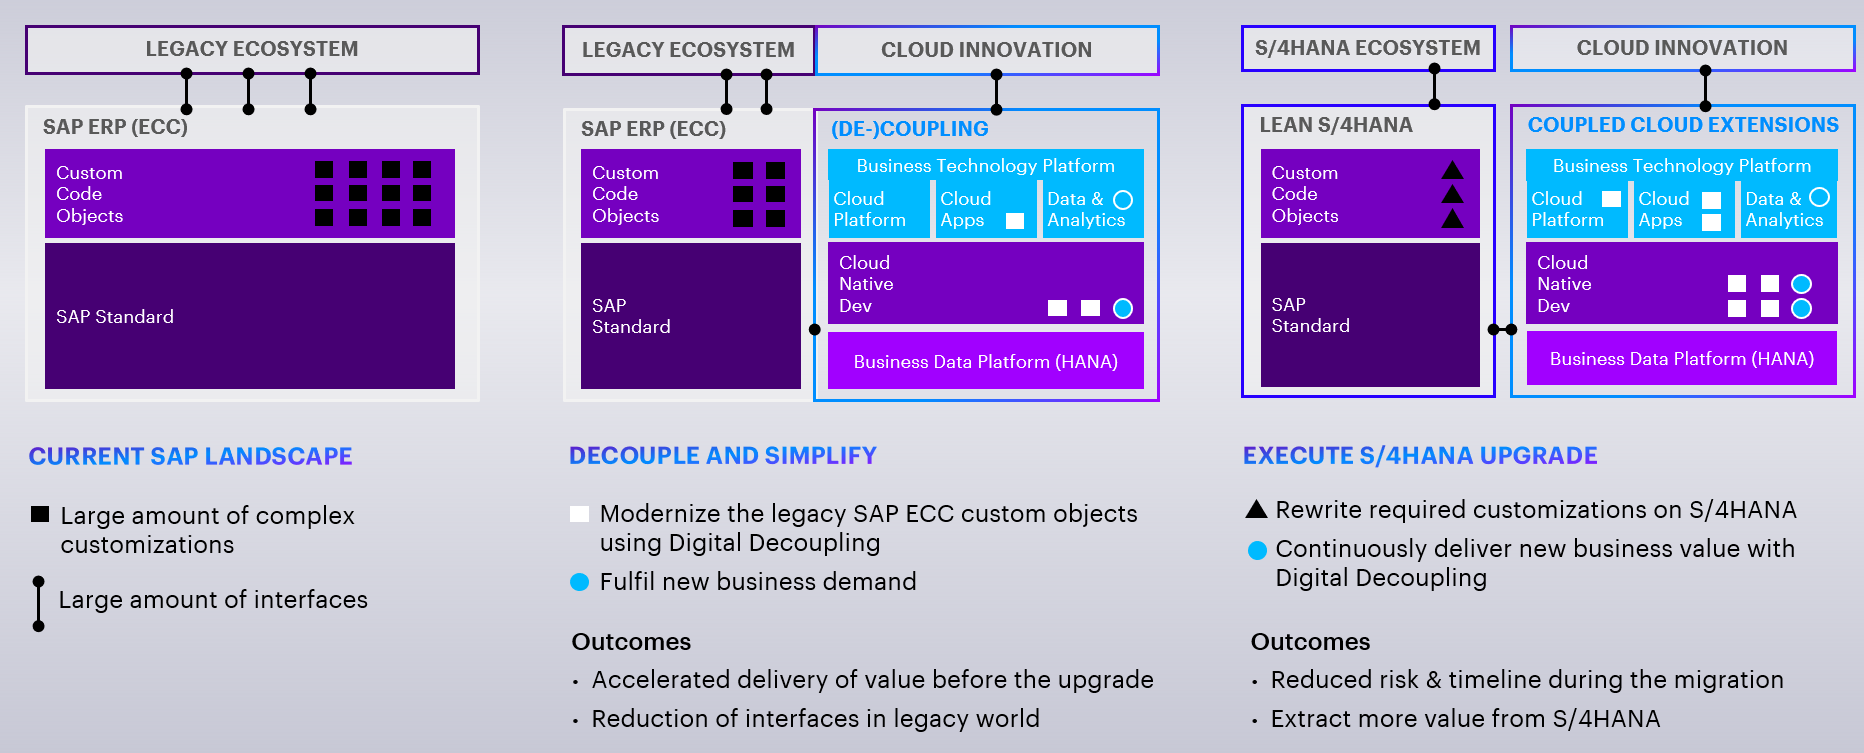 LEGACY ECOSYSTEM
SAP ERP (ECC)
Custom
Code
Objects
SAP Standard
CURRENT SAP LANDSCAPE
Large amount of complex
customizations
Large amount of interfaces
LEGACY ECOSYSTEM
CLOUD INNOVATION
SAP ERP (ECC)
Custom
Code
Objects
SAP
Standard
(DE-)COUPLING
Business Technology Platform
Cloud
Platform
Cloud
Apps
Data &
Analytics
Cloud
Native
Dev
Business Data Platform (HANA)
DECOUPLE AND SIMPLIFY
Modernize the legacy SAP ECC custom objects
using Digital Decoupling
Fulfil new business demand
Outcomes
• Accelerated delivery of value before the upgrade
• Reduction of interfaces in legacy world
S/4HANA ECOSYSTEM
CLOUD INNOVATION
LEAN S/4HANA
Custom
Code
Objects
SAP
Standard
COUPLED CLOUD EXTENSIONS
Business Technology Platform
Cloud
Platform
Cloud
Apps
Data &
Analytics
Cloud
Native
Dev
Business Data Platform (HANA)
EXECUTE S/4HANA UPGRADE
Rewrite required customizations on S/4HANA
Continuously deliver new business value with
Digital Decoupling
Outcomes
• Reduced risk & timeline during the migration
• Extract more value from S/4HANA